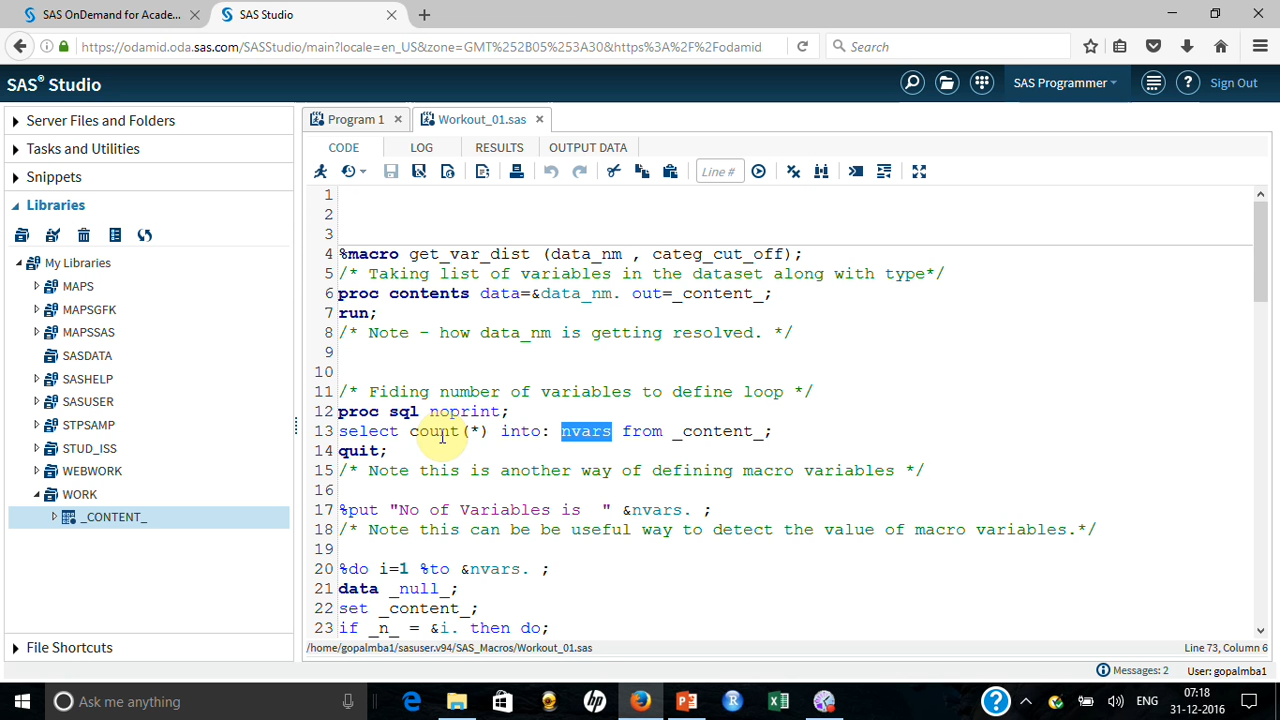 SAS OnDemand for Acade...
SAS Studio
https://odamid.oda.sas.com/SASStudio/main?locale=en_US&zone=GMT%252B05%253A30&https%3A%2F%2Fodamid
Search
SAS® Studio
SAS Programmer
Sign Out
Server Files and Folders
Tasks and Utilities
Snippets
Libraries
My Libraries
MAPS
MAPSGFK
MAPSSAS
SASDATA
SASHELP
SASUSER
STPSAMP
STUD_ISS
WEBWORK
WORK
_CONTENT_
File Shortcuts
Program 1
Workout_01.sas
CODE
LOG
RESULTS
OUTPUT DATA
Line #
1
2
3
4 %macro get_var_dist (data_nm , categ_cut_off);
5 /* Taking list of variables in the dataset along with type*/
6 proc contents data=&data_nm. out=_content_;
7 run;
8 /* Note - how data_nm is getting resolved. */
9
10
11 /* Fiding number of variables to define loop */
12 proc sql noprint;
13 select count(*) into: nvars from _content_;
14 quit;
15 /* Note this is another way of defining macro variables */
16
17 %put "No of Variables is  " &nvars. ;
18 /* Note this can be be useful way to detect the value of macro variables.*/
19
20 %do i=1 %to &nvars. ;
21 data _null_;
22 set _content_;
23 if _n_ = &i. then do;
/home/gopalmba1/sasuser.v94/SAS_Macros/Workout_01.sas
Line 73, Column 6
Messages: 2
User: gopalmba1
Ask me anything
ENG
07:18
31-12-2016